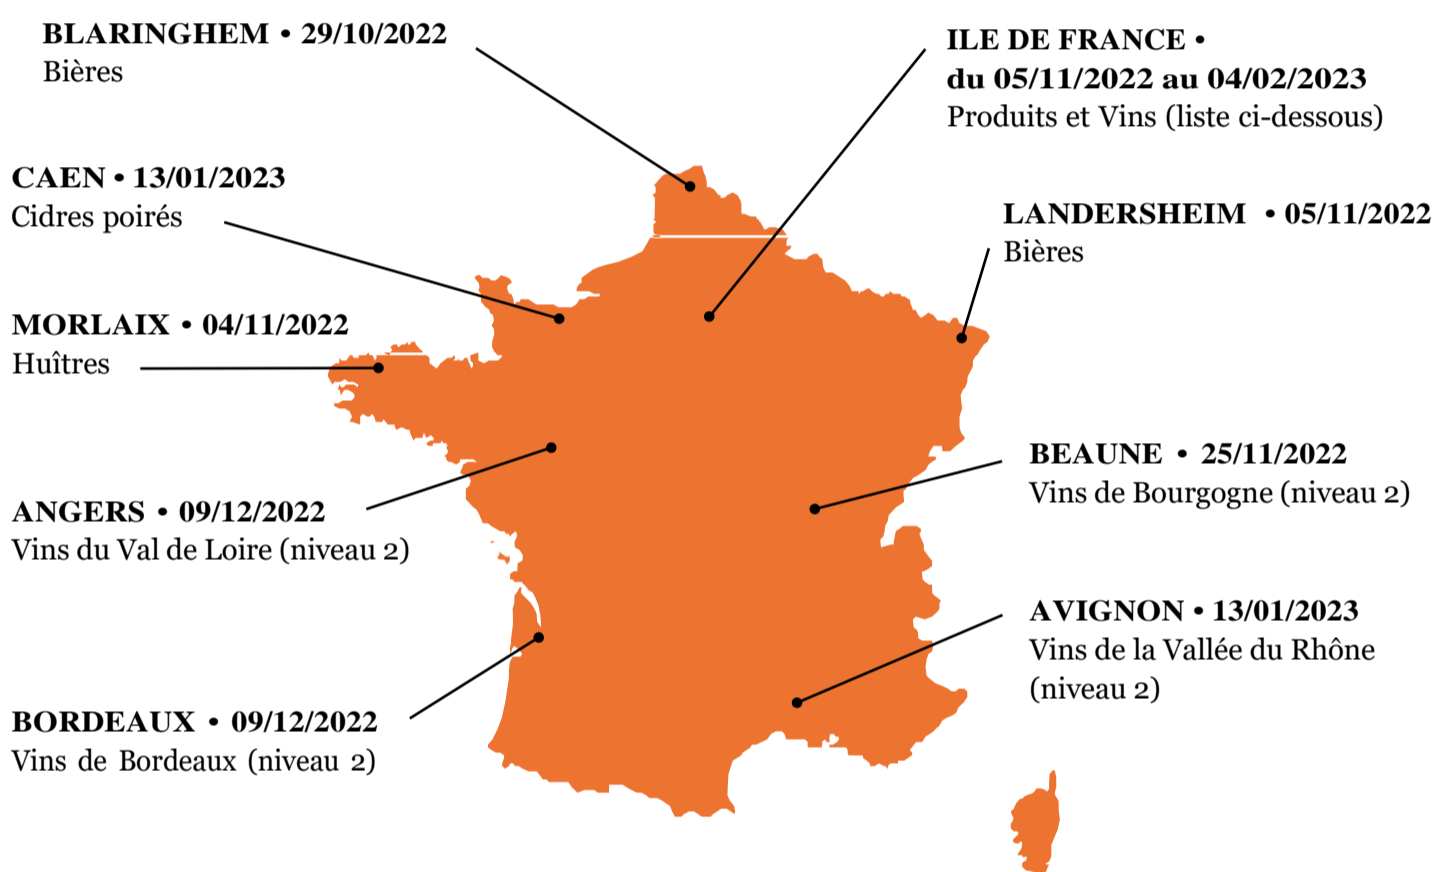 BLARINGHEM • 29/10/2022
Bières
ILE DE FRANCE •
du 05/11/2022 au 04/02/2023
Produits et Vins (liste ci-dessous)
CAEN • 13/01/2023
Cidres poirés
LANDERSHEIM • 05/11/2022
Bières
MORLAIX • 04/11/2022
Huîtres
BEAUNE • 25/11/2022
Vins de Bourgogne (niveau 2)
ANGERS • 09/12/2022
Vins du Val de Loire (niveau 2)
AVIGNON • 13/01/2023
Vins de la Vallée du Rhône
(niveau 2)
BORDEAUX • 09/12/2022
Vins de Bordeaux (niveau 2)